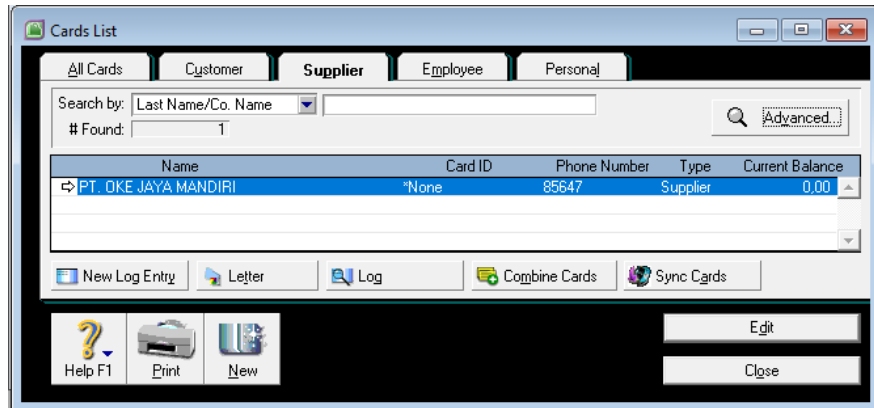 Cards List
All Cards Customer Supplier Employee Personal
Search by: Last Name/Co. Name
# Found: 1
Advanced...
Name Card ID Phone Number Type Current Balance
PT. OKE JAYA MANDIRI *None 85647 Supplier 0,00
New Log Entry Letter Log Combine Cards Sync Cards
Edit
Help F1 Print New Close